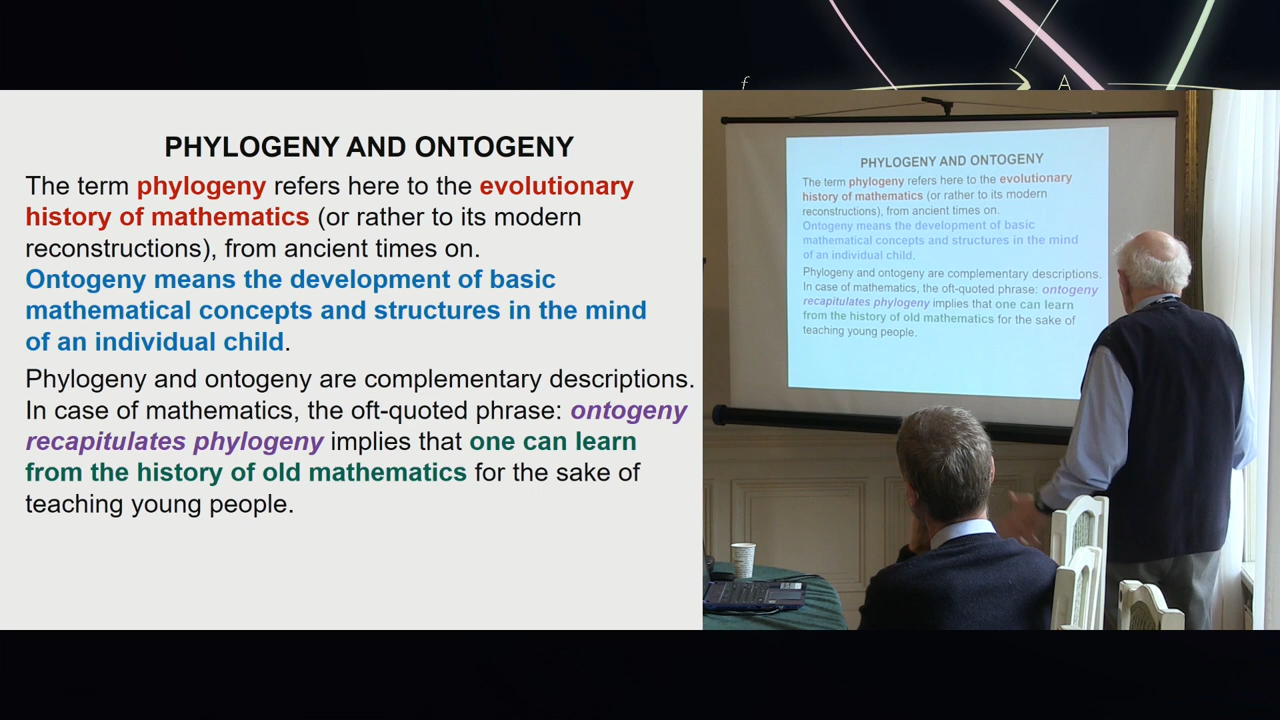 f
A
PHYLOGENY AND ONTOGENY
The term phylogeny refers here to the evolutionary
history of mathematics (or rather to its modern
reconstructions), from ancient times on.
Ontogeny means the development of basic
mathematical concepts and structures in the mind
of an individual child.
Phylogeny and ontogeny are complementary descriptions.
In case of mathematics, the oft-quoted phrase: ontogeny
recapitulates phylogeny implies that one can learn
from the history of old mathematics for the sake of
teaching young people.
PHYLOGENY AND ONTOGENY
The term phylogeny refers here to the evolutionary
history of mathematics (or rather to its modern
reconstructions), from ancient times on.
Ontogeny means the development of basic
mathematical concepts and structures in the mind
of an individual child.
Phylogeny and ontogeny are complementary descriptions.
In case of mathematics, the oft-quoted phrase: ontogeny
recapitulates phylogeny implies that one can learn
from the history of old mathematics for the sake of
teaching young people.